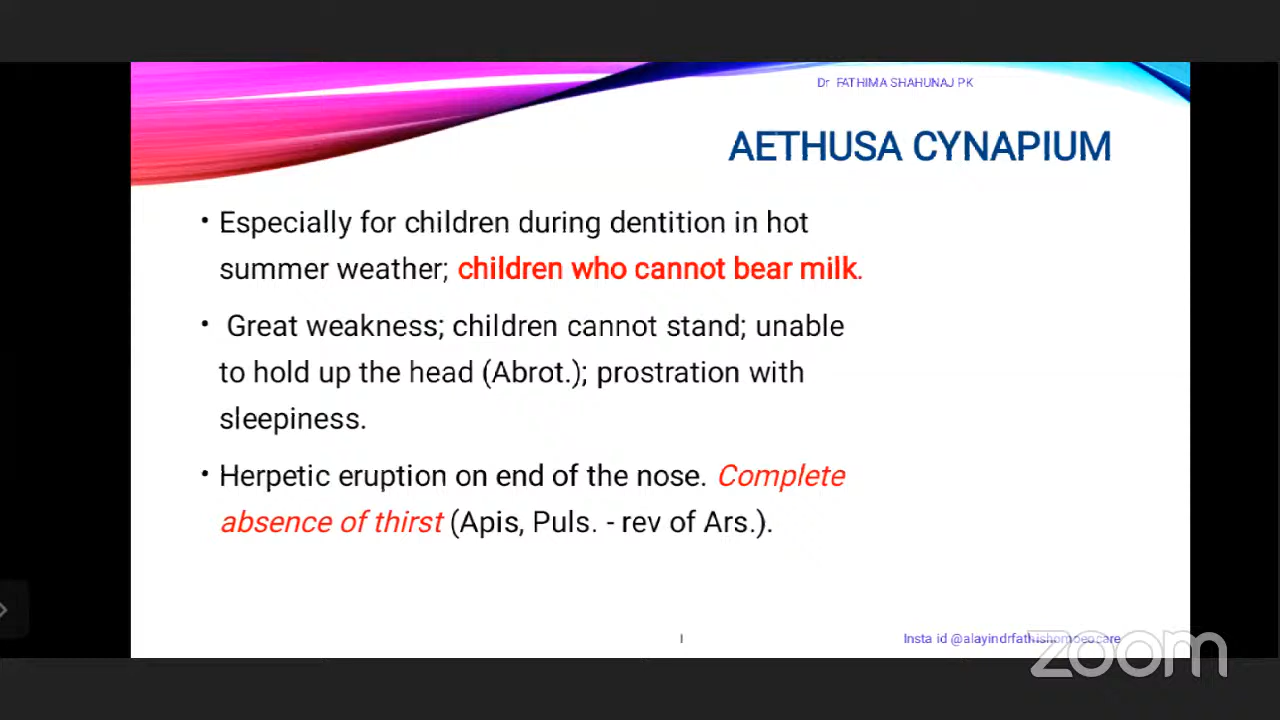 Dr FATHIMA SHAHUNAJ PK
AETHUSA CYNAPIUM
• Especially for children during dentition in hot
summer weather; children who cannot bear milk.
• Great weakness; children cannot stand; unable
to hold up the head (Abrot.); prostration with
sleepiness.
• Herpetic eruption on end of the nose. Complete
absence of thirst (Apis, Puls. - rev of Ars.).
Insta id @alayindrfathishomoeocare
zoom